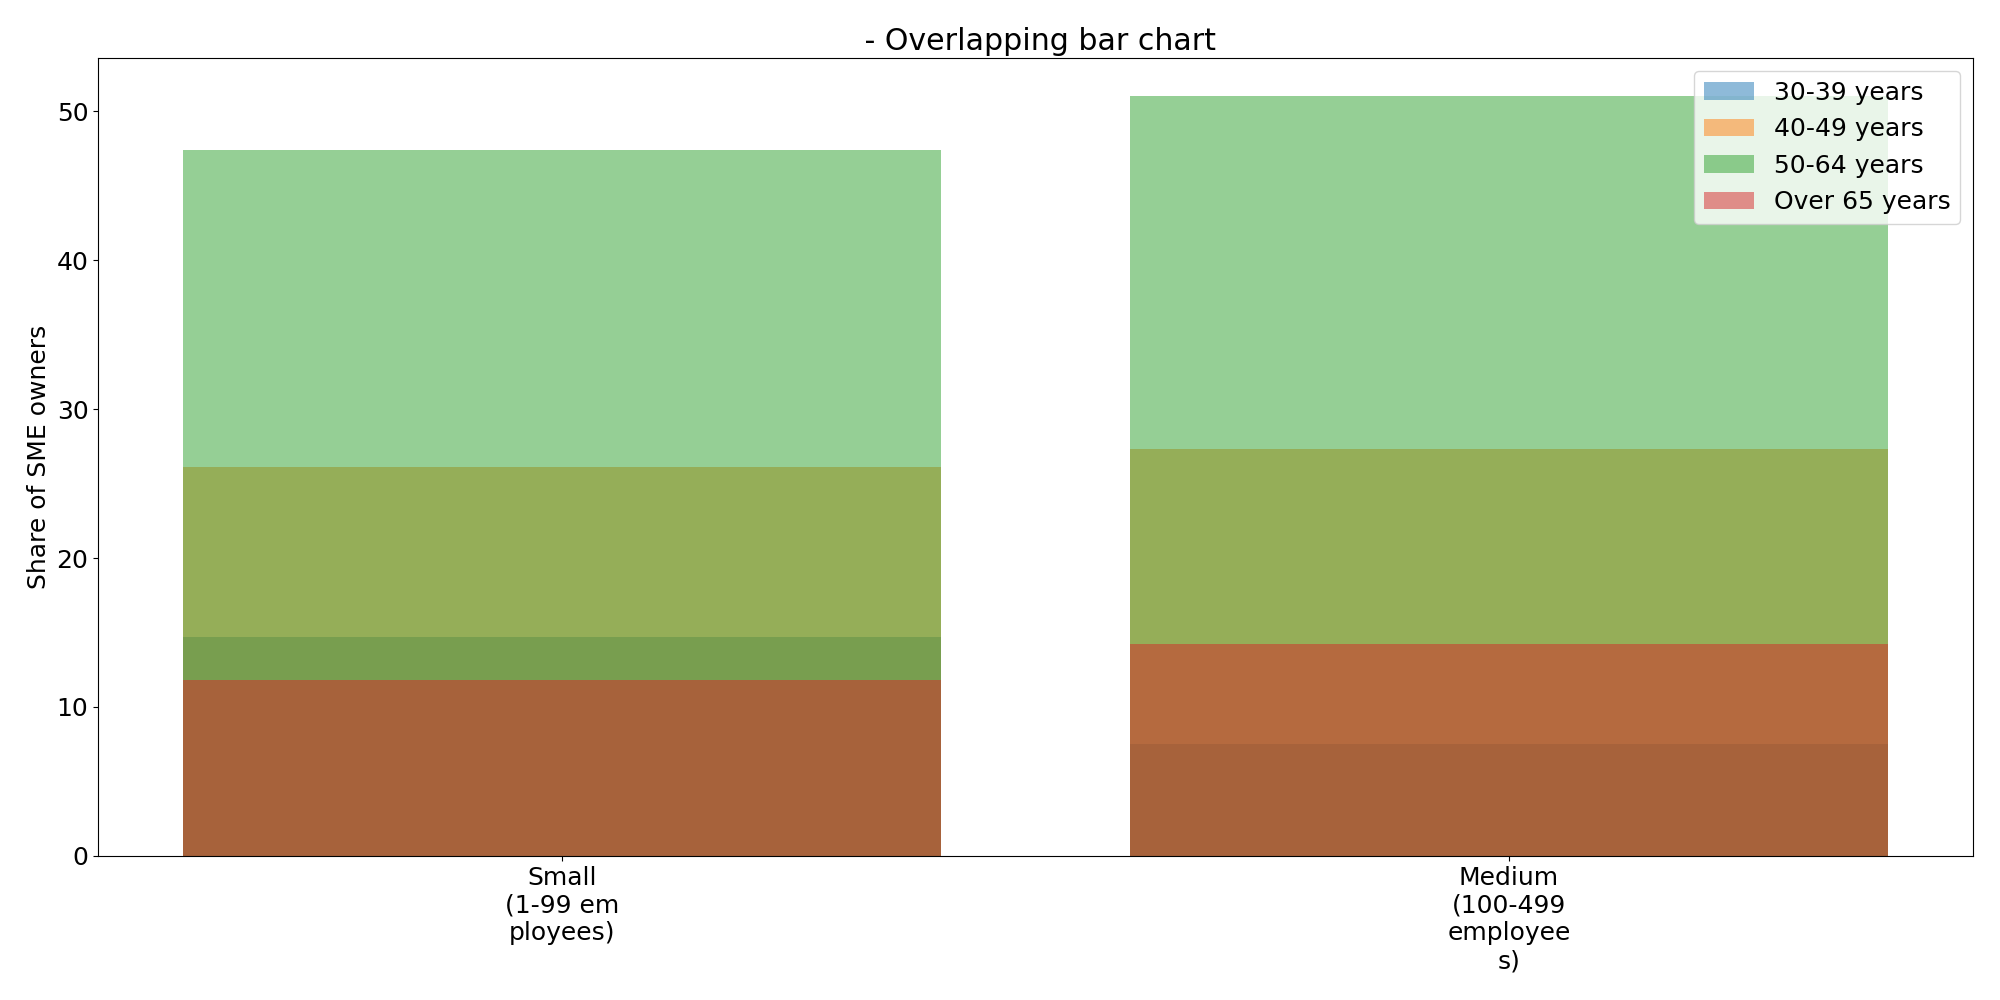 - Overlapping bar chart
30-39 years
40-49 years
50-64 years
Over 65 years
Share of SME owners
50
40
30
20
10
0
Small
(1-99 em
ployees)
Medium
(100-499
employee
s)